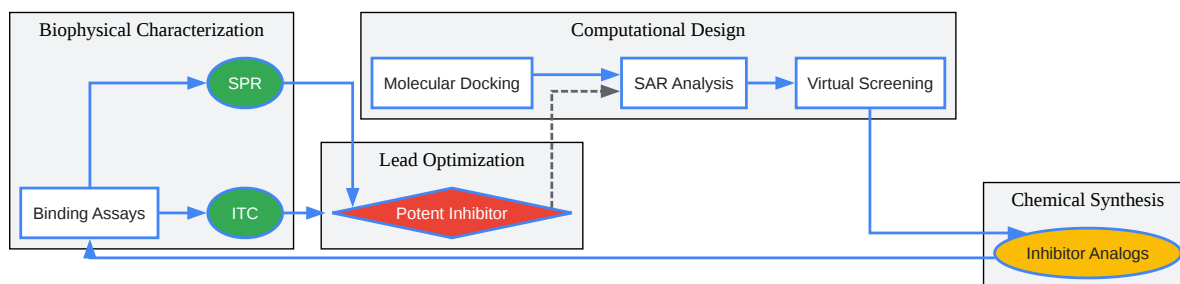 Biophysical Characterization
SPR
Binding Assays
ITC
Computational Design
Molecular Docking
SAR Analysis
Virtual Screening
Lead Optimization
Potent Inhibitor
Chemical Synthesis
Inhibitor Analogs